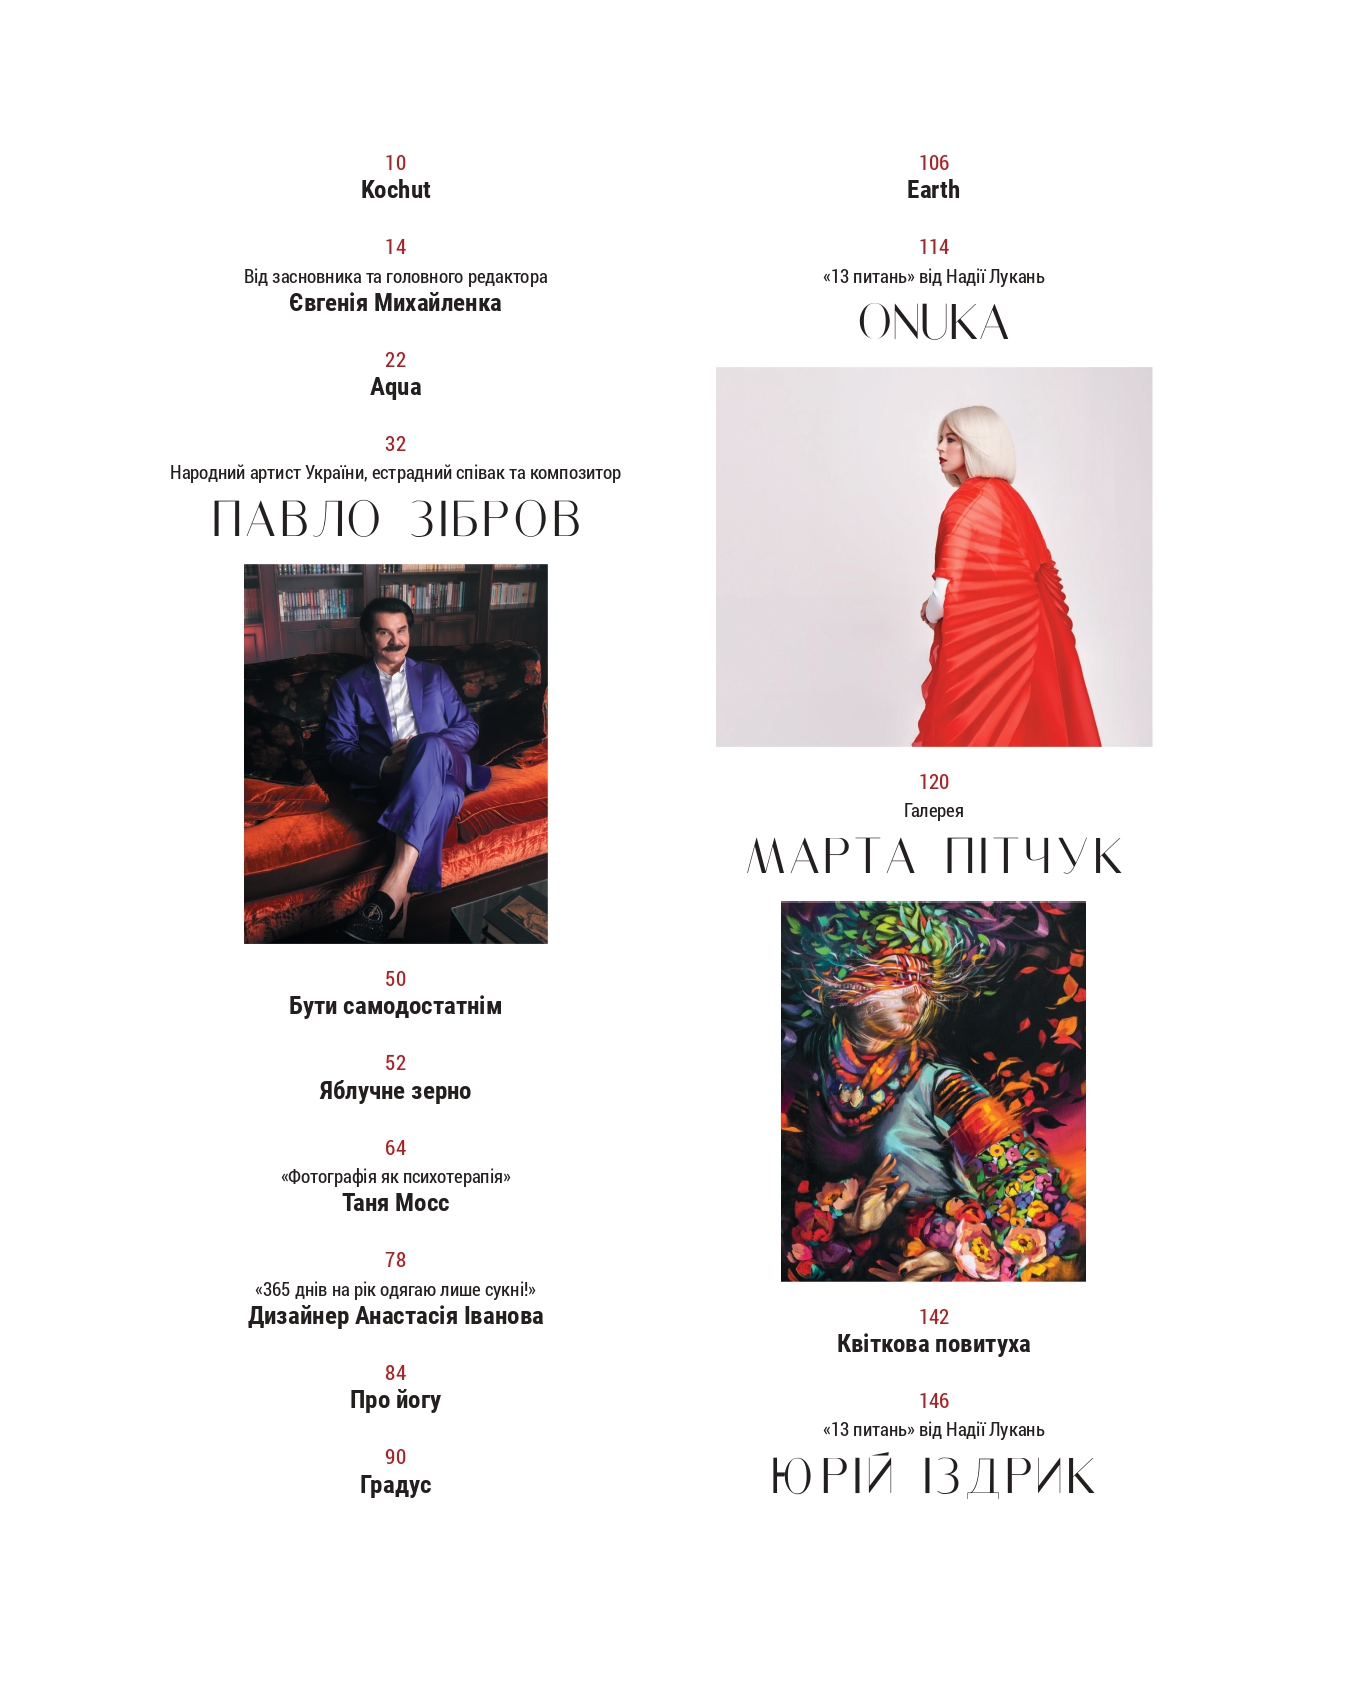 10
Kochut
14
Від засновника та головного редактора
Євгенія Михайленка
22
Aqua
32
Народний артист України, естрадний співак та композитор
ПАВЛО ЗІБРОВ
50
Бути самодостатнім
52
Яблучне зерно
64
«Фотографія як психотерапія»
Таня Мосс
78
«365 днів на рік одягаю лише сукні!»
Дизайнер Анастасія Іванова
84
Про йогу
90
Градус
106
Earth
114
«13 питань» від Надії Лукань
ONUKA
120
Галерея
МАРТА ПІТЧУК
142
Квіткова повитуха
146
«13 питань» від Надії Лукань
ЮРІЙ ІЗДРИК